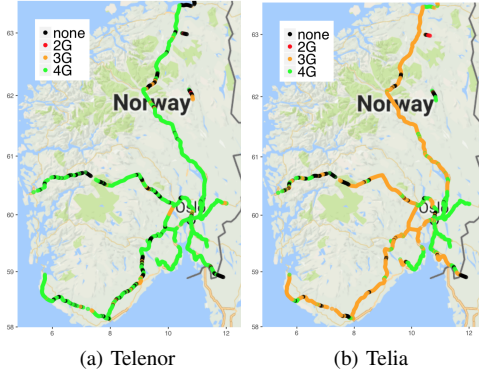 none
2G
3G
4G
Norway
Oslo
63
62
61
60
59
58
6
8
10
12
(a) Telenor
none
2G
3G
4G
Norway
Oslo
63
62
61
60
59
58
6
8
10
12
(b) Telia